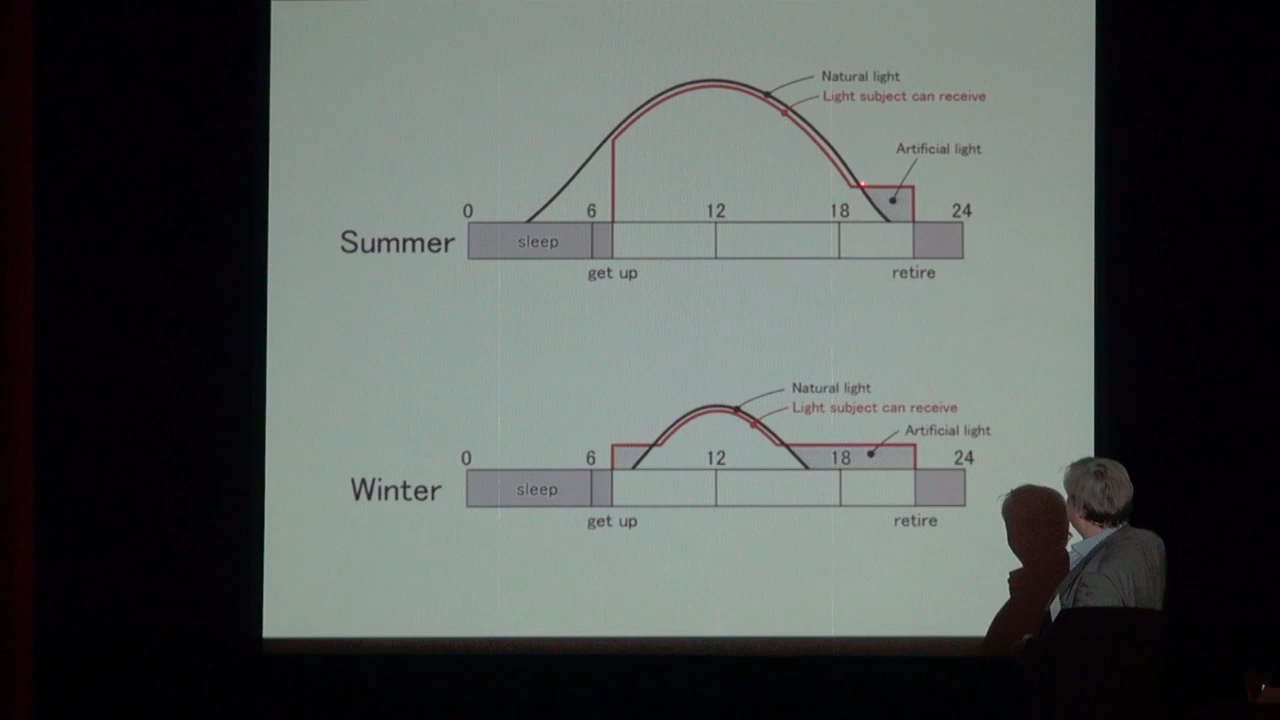 Natural light
Light subject can receive
Artificial light
0 6 12 18 24
Summer
sleep
get up
retire
Natural light
Light subject can receive
Artificial light
0 6 12 18 24
Winter
sleep
get up
retire